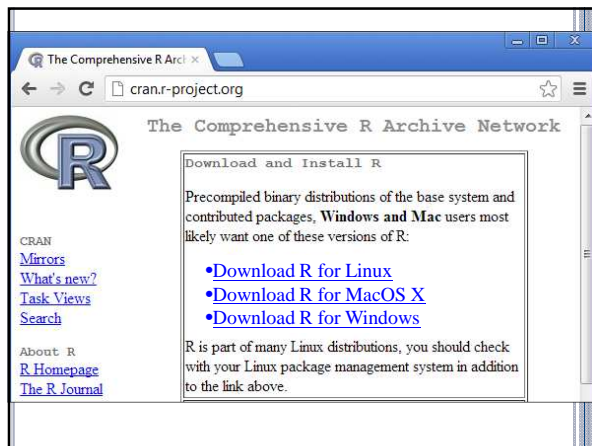 The Comprehensive R Arch
cran.r-project.org
R
The Comprehensive R Archive Network
CRAN
Mirrors
What's new?
Task Views
Search
About R
R Homepage
The R Journal
Download and Install R
Precompiled binary distributions of the base system and
contributed packages, Windows and Mac users most
likely want one of these versions of R:
•Download R for Linux
•Download R for MacOS X
•Download R for Windows
R is part of many Linux distributions, you should check
with your Linux package management system in addition
to the link above.